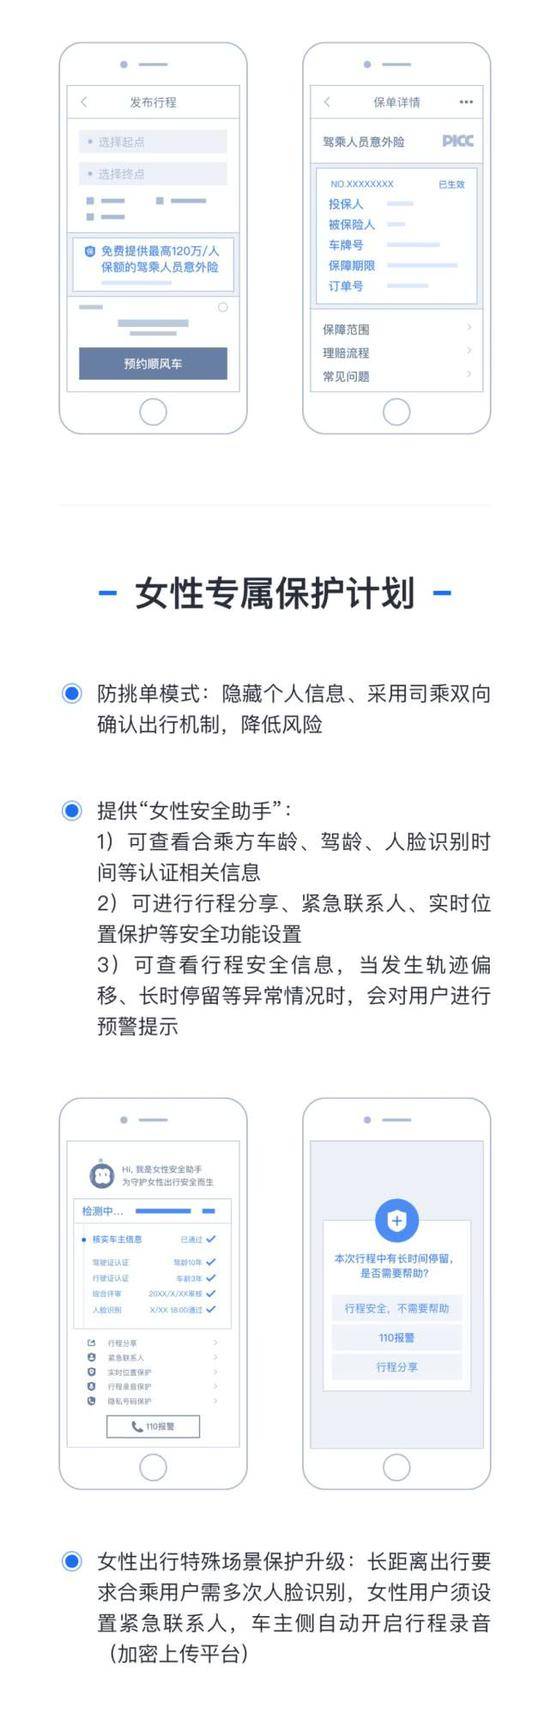 发布行程
选择起点
选择终点
免费提供最高120万/人
保额的驾乘人员意外险
预约顺风车
保单详情
驾乘人员意外险 PICC
NO.XXXXXXXX 已生效
投保人
被保险人
车牌号
保障期限
订单号
保障范围
理赔流程
常见问题
女性专属保护计划
防挑单模式：隐藏个人信息、采用司乘双向
确认出行机制，降低风险
提供“女性安全助手”：
1）可查看合乘方车龄、驾龄、人脸识别时
间等认证相关信息
2）可进行行程分享、紧急联系人、实时位
置保护等安全功能设置
3）可查看行程安全信息，当发生轨迹偏
移、长时停留等异常情况时，会对用户进行
预警提示
Hi, 我是女性安全助手
为守护女性出行安全而生
检测中...
核实车主信息 已通过
驾驶证认证 驾龄10年
行驶证认证 车龄3年
综合评审 20XX/X/XX审核
人脸识别 X/XX 18:00通过
行程分享
紧急联系人
实时位置保护
行程录音保护
隐私号码保护
110报警
本次行程中有长时间停留，
是否需要帮助？
行程安全，不需要帮助
110报警
行程分享
女性出行特殊场景保护升级：长距离出行要
求合乘用户需多次人脸识别，女性用户须设
置紧急联系人，车主侧自动开启行程录音
（加密上传平台）